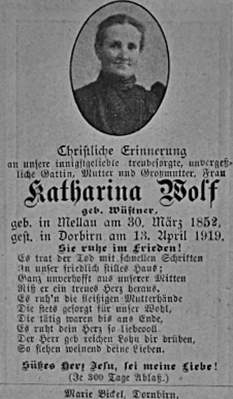 Christliche Erinnerung
an unsere innigstgeliebte treubesorgte, unvergeß-
liche Gattin, Mutter und Großmutter, Frau
Katharina Wolf
geb. Wüstner,
geb. in Mellau am 30. März 1852,
gest. in Dorbirn am 13. April 1919.
Sie ruhe im Frieden!
Es trat der Tod mit schnellen Schritten
In unser friedlich stilles Haus;
Ganz unverhofft aus unserer Mitten
Riß er ein treues Herz heraus,
Es ruh'n die fleißigen Mutterhände
Die stets gesorgt für unser Wohl,
Die tätig waren bis ans Ende,
Es ruht dein Herz so liebevoll
Der Herr geb reichen Lohn dir drüben,
So flehen weinend deine Lieben.
Süßes Herz Jesu, sei meine Liebe!
(Je 300 Tage Ablaß.)
Marie Bickel, Dornbirn.